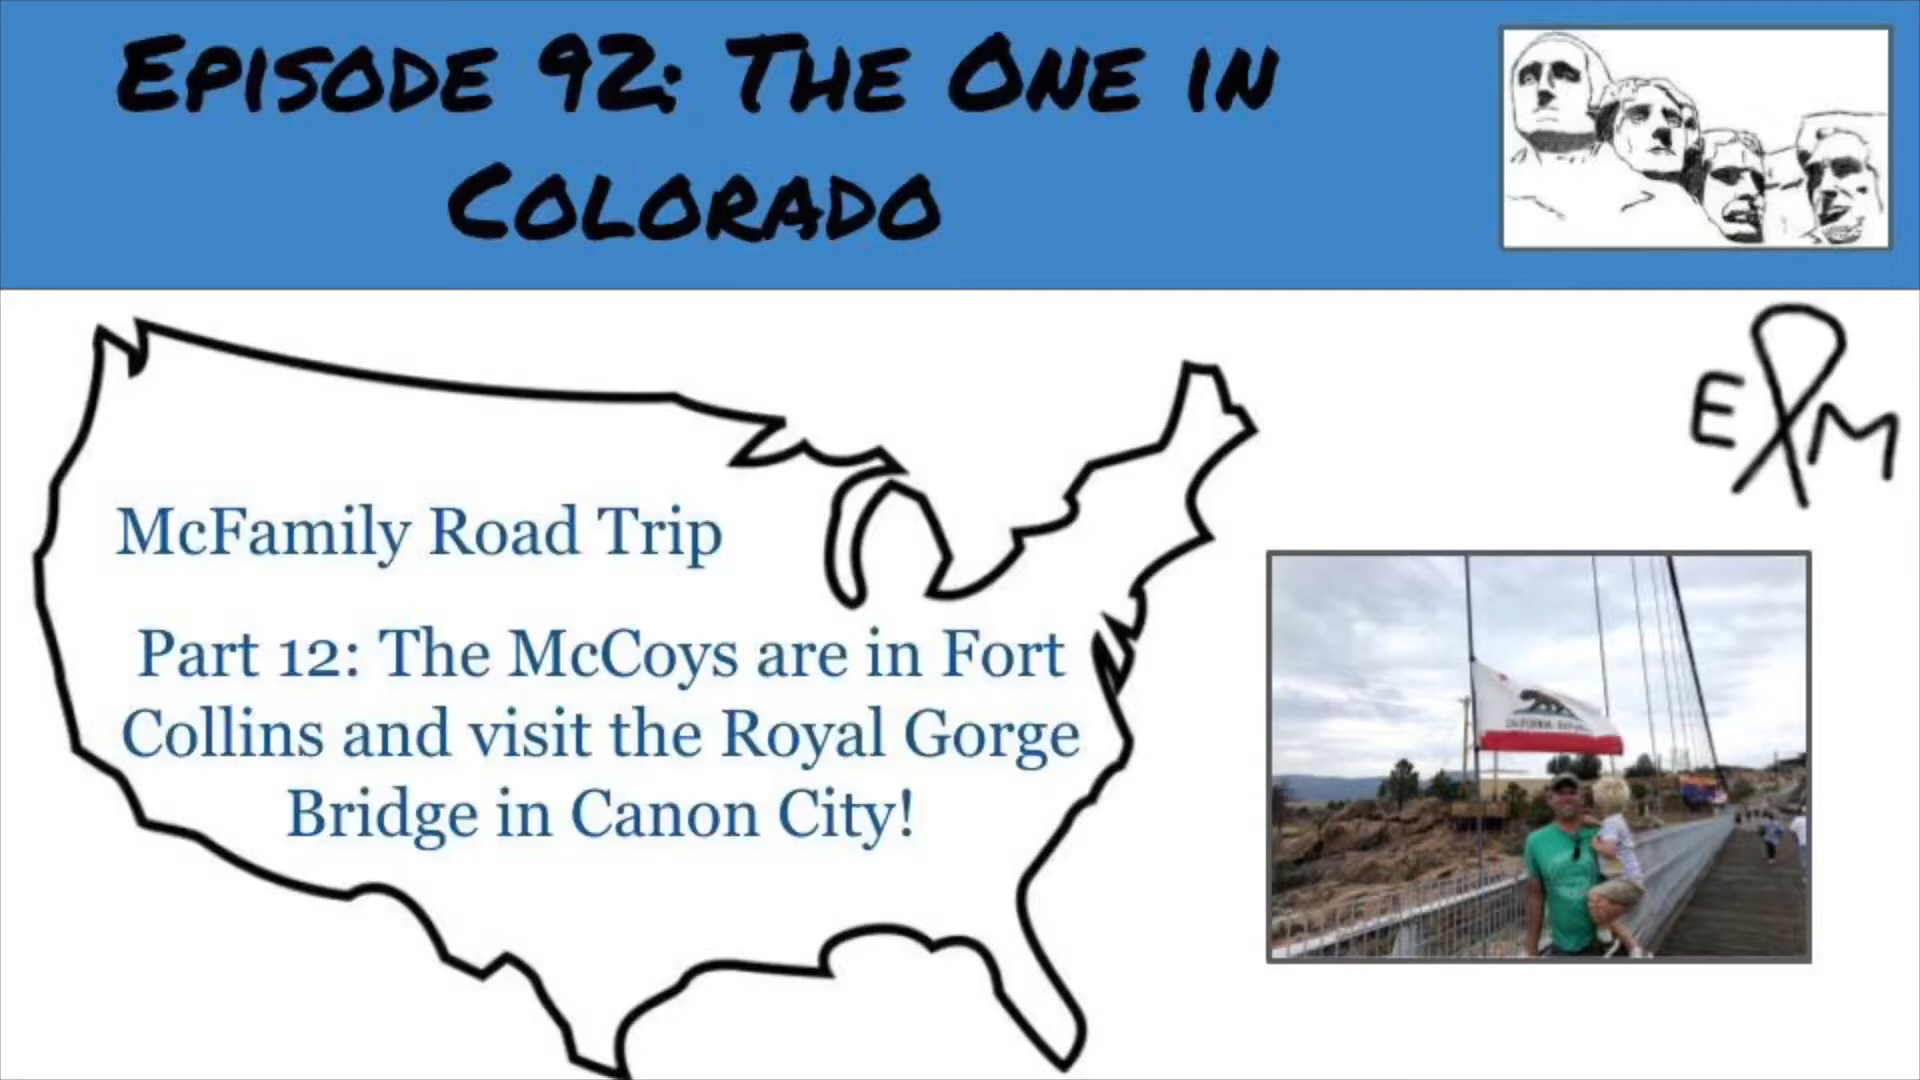 EPISODE 92: THE ONE IN
COLORADO
E M
McFamily Road Trip
Part 12: The McCoys are in Fort
Collins and visit the Royal Gorge
Bridge in Canon City!